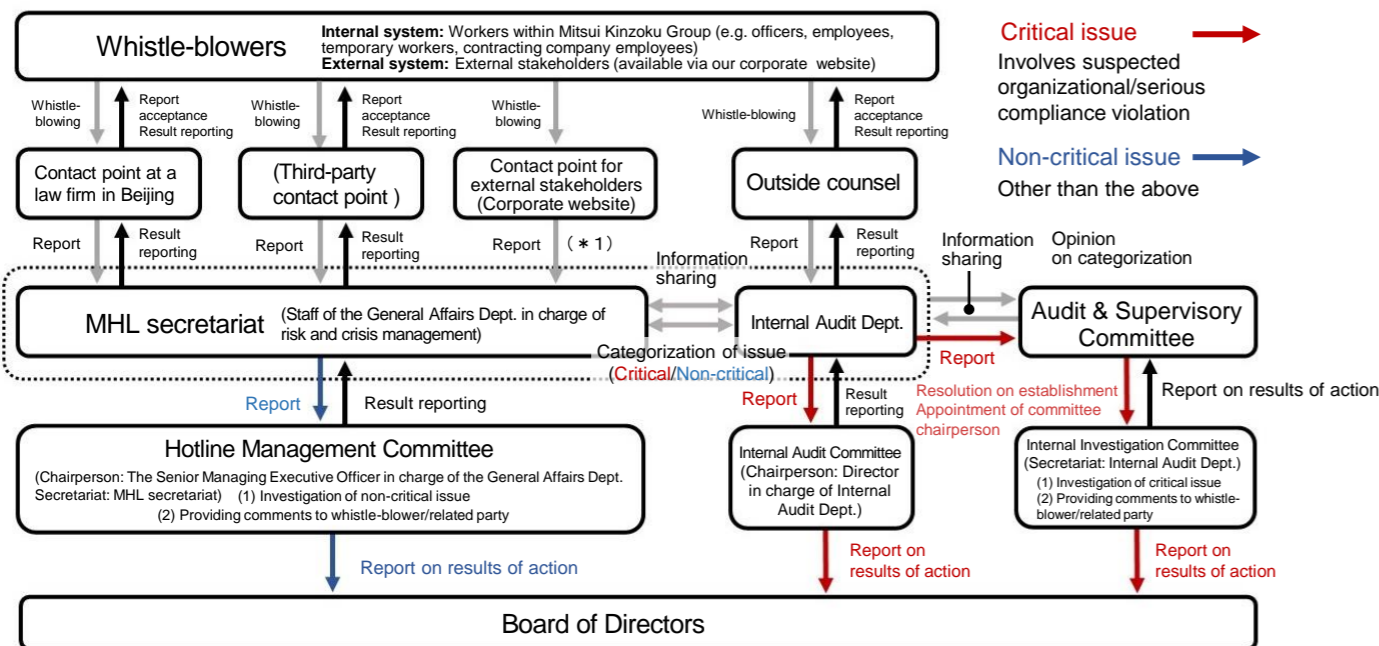 Whistle-blowers
Internal system: Workers within Mitsui Kinzoku Group (e.g. officers, employees,
temporary workers, contracting company employees)
External system: External stakeholders (available via our corporate website)
Critical issue
Involves suspected
organizational/serious
compliance violation
Non-critical issue
Other than the above
Whistle-
blowing
Report
acceptance
Result reporting
Whistle-
blowing
Report
acceptance
Result reporting
Whistle-
blowing
Whistle-blowing
Report
acceptance
Result reporting
Contact point at a
law firm in Beijing
(Third-party
contact point )
Contact point for
external stakeholders
(Corporate website)
Outside counsel
Report
Result
reporting
Report
Result
reporting
Report
(*1)
Report
Result
reporting
Information
sharing
Information
sharing
Opinion
on categorization
MHL secretariat
(Staff of the General Affairs Dept. in charge of
risk and crisis management)
Internal Audit Dept.
Audit & Supervisory
Committee
Categorization of issue
(Critical/Non-critical)
Report
Report
Result reporting
Report
Result
reporting
Resolution on establishment
Appointment of committee
chairperson
Report on results of action
Hotline Management Committee
(Chairperson: The Senior Managing Executive Officer in charge of the General Affairs Dept.
Secretariat: MHL secretariat) (1) Investigation of non-critical issue
(2) Providing comments to whistle-blower/related party
Internal Audit Committee
(Chairperson: Director
in charge of Internal
Audit Dept.)
Internal Investigation Committee
(Secretariat: Internal Audit Dept.)
(1) Investigation of critical issue
(2) Providing comments to whistle-
blower/related party
Report on results of action
Report on
results of action
Report on
results of action
Board of Directors